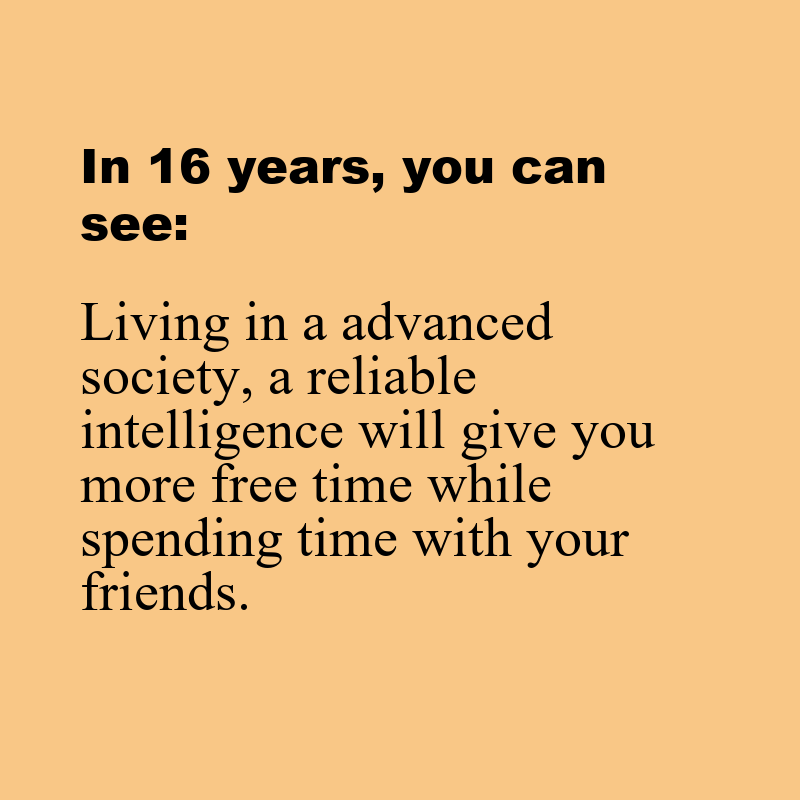 In 16 years, you can
see:
Living in a advanced
society, a reliable
intelligence will give you
more free time while
spending time with your
friends.